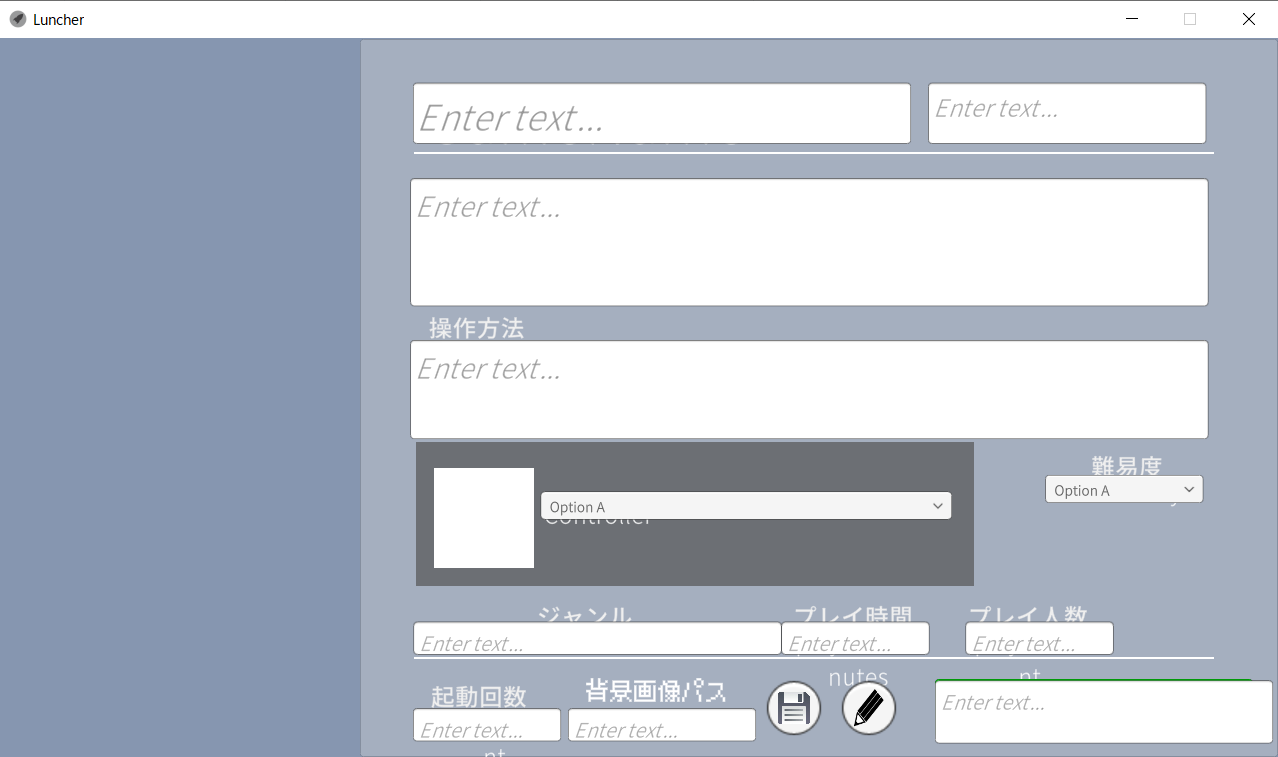 Luncher
Enter text...
Enter text...
Enter text...
操作方法
Enter text...
難易度
Option A
Option A
Controller
ジャンル
プレイ時間
プレイ人数
Enter text...
Enter text...
Enter text...
nutes
nt
起動回数
背景画像パス
Enter text...
Enter text...
Enter text...
nt